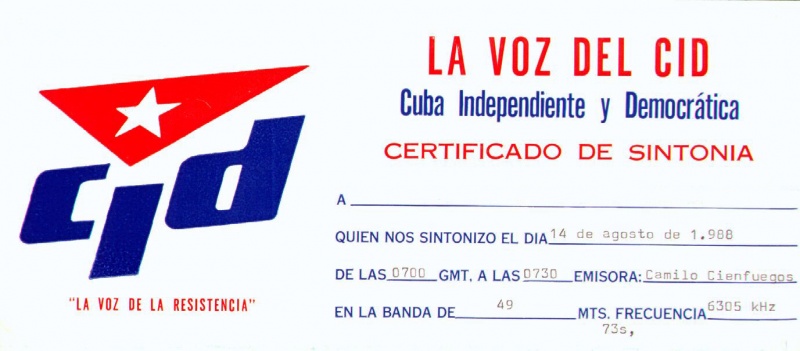 LA VOZ DEL CID
Cuba Independiente y Democrática
CERTIFICADO DE SINTONIA
cid
"LA VOZ DE LA RESISTENCIA"
A
QUIEN NOS SINTONIZO EL DIA 14 de agosto de 1.988
DE LAS 0700 GMT, A LAS 0730 EMISORA: Camilo Cienfuegos
EN LA BANDA DE 49 MTS. FRECUENCIA 6305 kHz
73s,